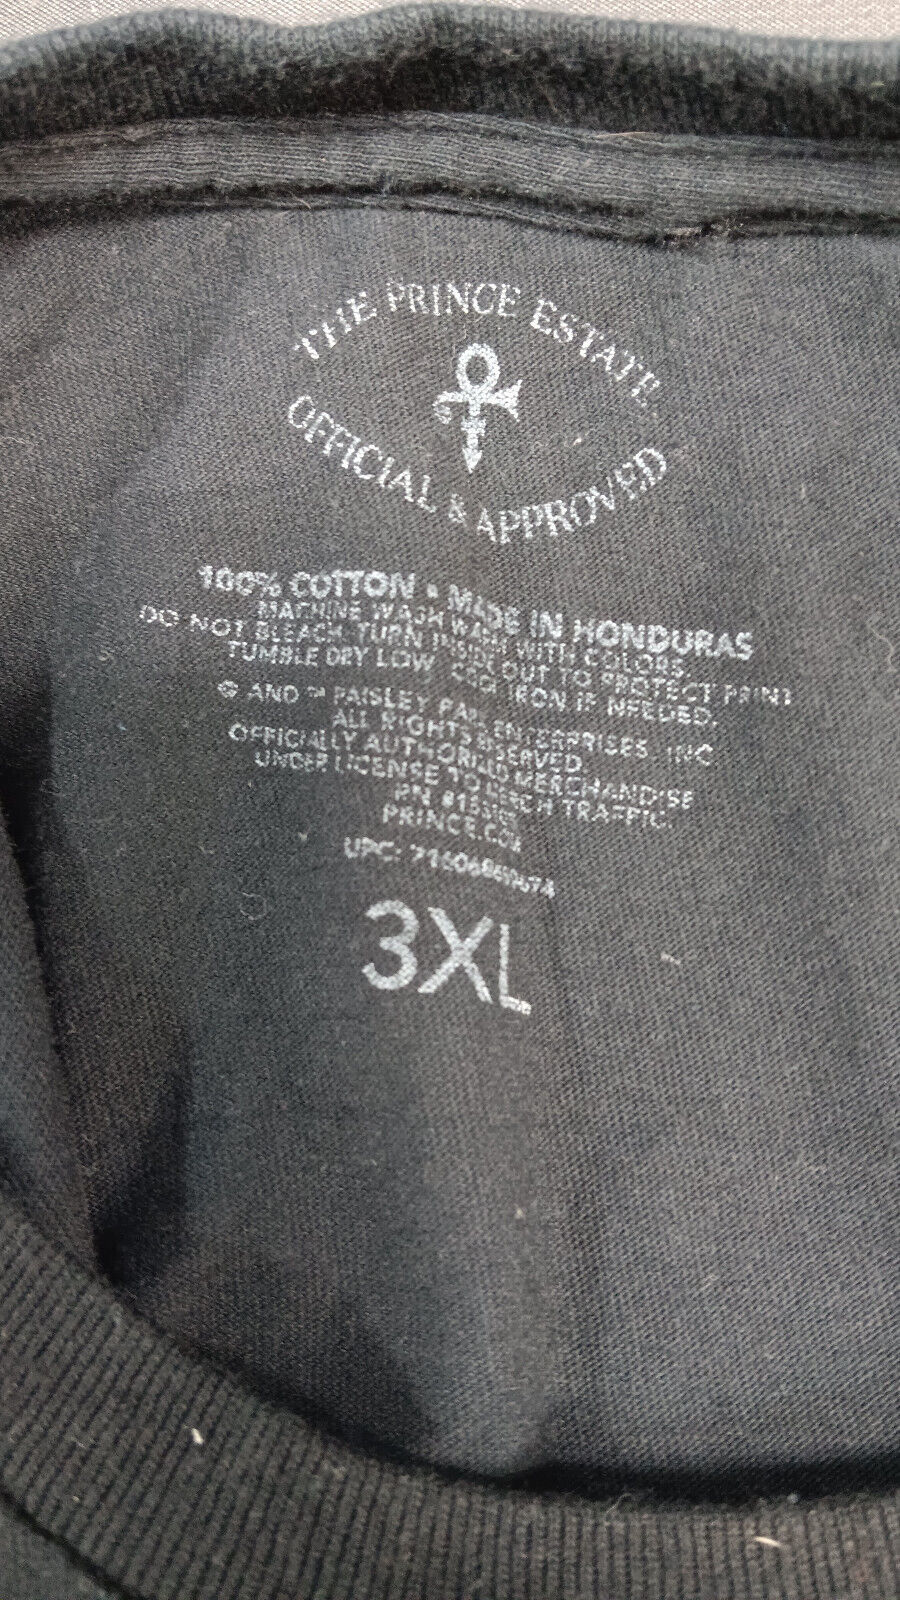 THE PRINCE ESTATE
OFFICIAL & APPROVED
100% COTTON • MADE IN HONDURAS
MACHINE WASH WARM WITH COLORS.
DO NOT BLEACH. TURN INSIDE OUT TO PROTECT PRINT
TUMBLE DRY LOW. COOL IRON IF NEEDED.
© AND ™ PAISLEY PARK ENTERPRISES, INC
ALL RIGHTS RESERVED.
OFFICIALLY AUTHORIZED MERCHANDISE
UNDER LICENSE TO MERCH TRAFFIC.
RN
PRINCE.COM
UPC:
3XL